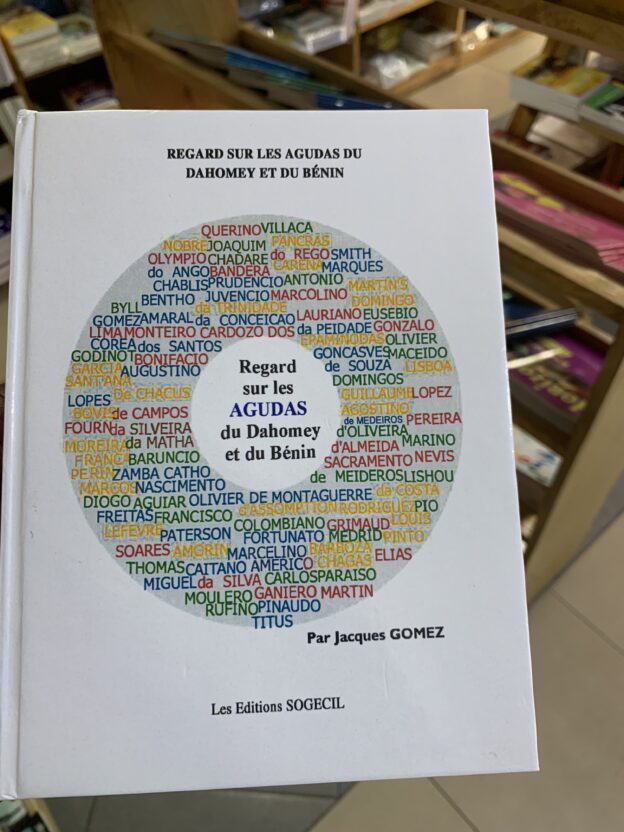 REGARD SUR LES AGUDAS DU
DAHOMEY ET DU BÉNIN
QUERINO VILLACA
NOBRE JOAQUIM PANCRAS
OLYMPIO CHADARE do REGO SMITH
do ANGO BANDERA CARENA MARQUES
CHABLIS PRUDENCIO ANTONIO
MARTIN'S
BENTHO JUVENCIO MARCOLINO
DOMINGO
BYLL da TRINIDADE LAURIANO EUSEBIO
GOMEZ AMARAL da CONCEICAO
LIMA MONTEIRO CARDOZO DOS da PEIDADE GONZALO
COREA dos SANTOS EPAMINODAS OLIVIER
GODINOT BONIFACIO GONCASVES MACEIDO
GARCIA AUGUSTINO de SOUZA LISBOA
SANT'ANA DOMINGOS
De CHACUS GUILLAUME LOPEZ
LOPES AGOSTINO
BOVIS de CAMPOS de MEDEIROS PEREIRA
FOURN da SILVEIRA d'OLIVEIRA
MOREIRA da MATHA d'ALMEIDA MARINO
FRANCA BARUNCIO SACRAMENTO NEVIS
PERIN ZAMBA CATHO de MEIDEROS LISHOU
MARCOS NASCIMENTO da COSTA
DIOGO AGUIAR OLIVIER DE MONTAGUERRE
d'ASSOMPTION RODRIGUEZ PIO
FREITAS FRANCISCO COLOMBIANO GRIMAUD LOUIS
LEFEVRE PATERSON FORTUNATO MEDRID PINTO
SOARES AMORIN MARCELINO BARBOZA ELIAS
THOMAS CAITANO AMERICO CHAGAS
MIGUEL da SILVA CARLOS PARAISO
MOULERO GANIERO MARTIN
RUFINO PINAUDO
TITUS
Regard
sur les
AGUDAS
du Dahomey
et du Bénin
Par Jacques GOMEZ
Les Editions SOGECIL